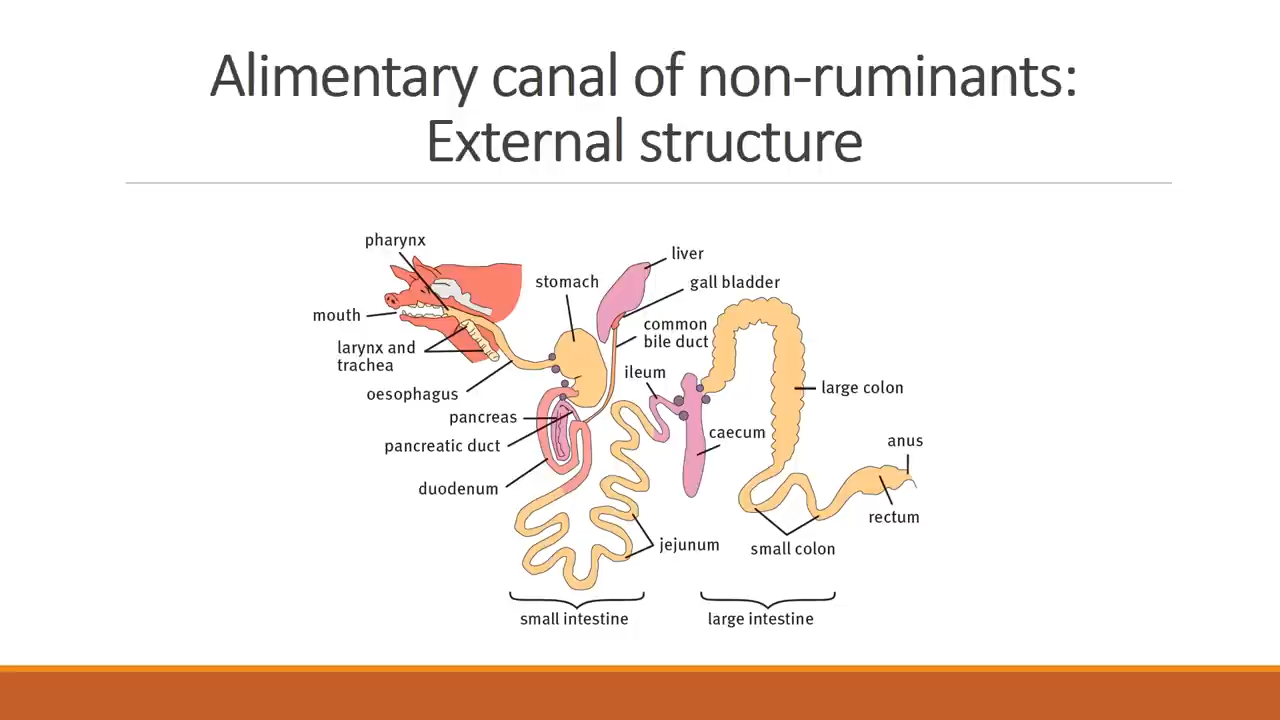 Alimentary canal of non-ruminants:
External structure
pharynx
liver
stomach
gall bladder
mouth
common
bile duct
larynx and
trachea
ileum
oesophagus
large colon
pancreas
caecum
anus
pancreatic duct
duodenum
rectum
jejunum
small colon
small intestine
large intestine